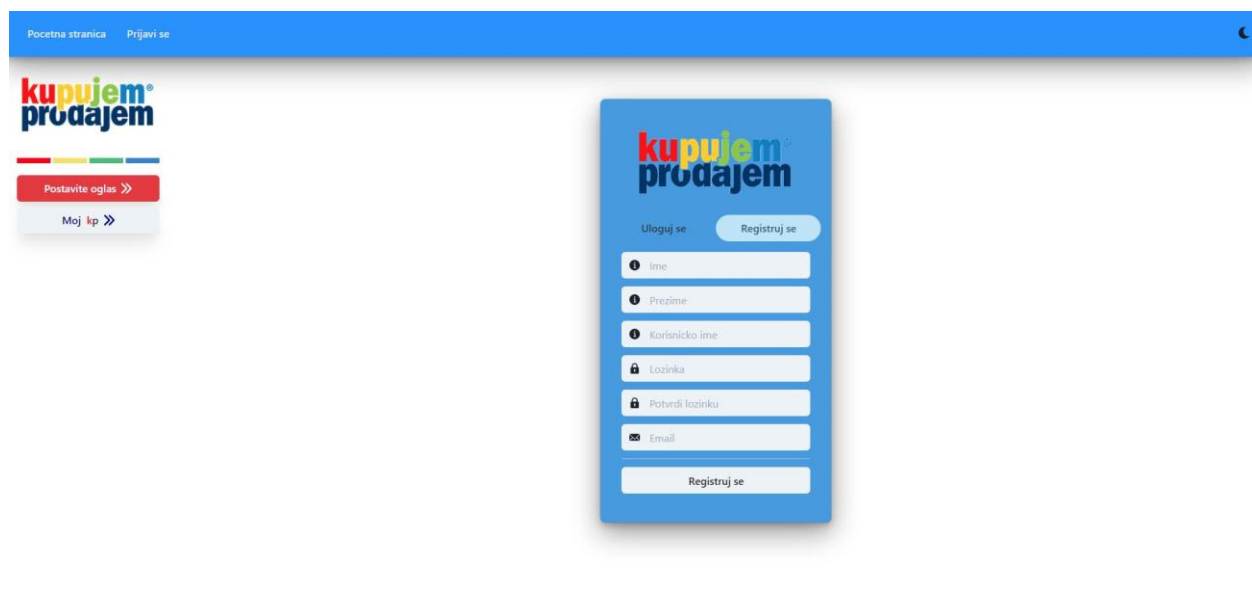 Pocetna stranica Prijavi se
kupujem®
prodajem
Postavite oglas
Moj kp
kupujem®
prodajem
Uloguj se Registruj se
Ime
Prezime
Korisnicko ime
Lozinka
Potvrdi lozinku
Email
Registruj se